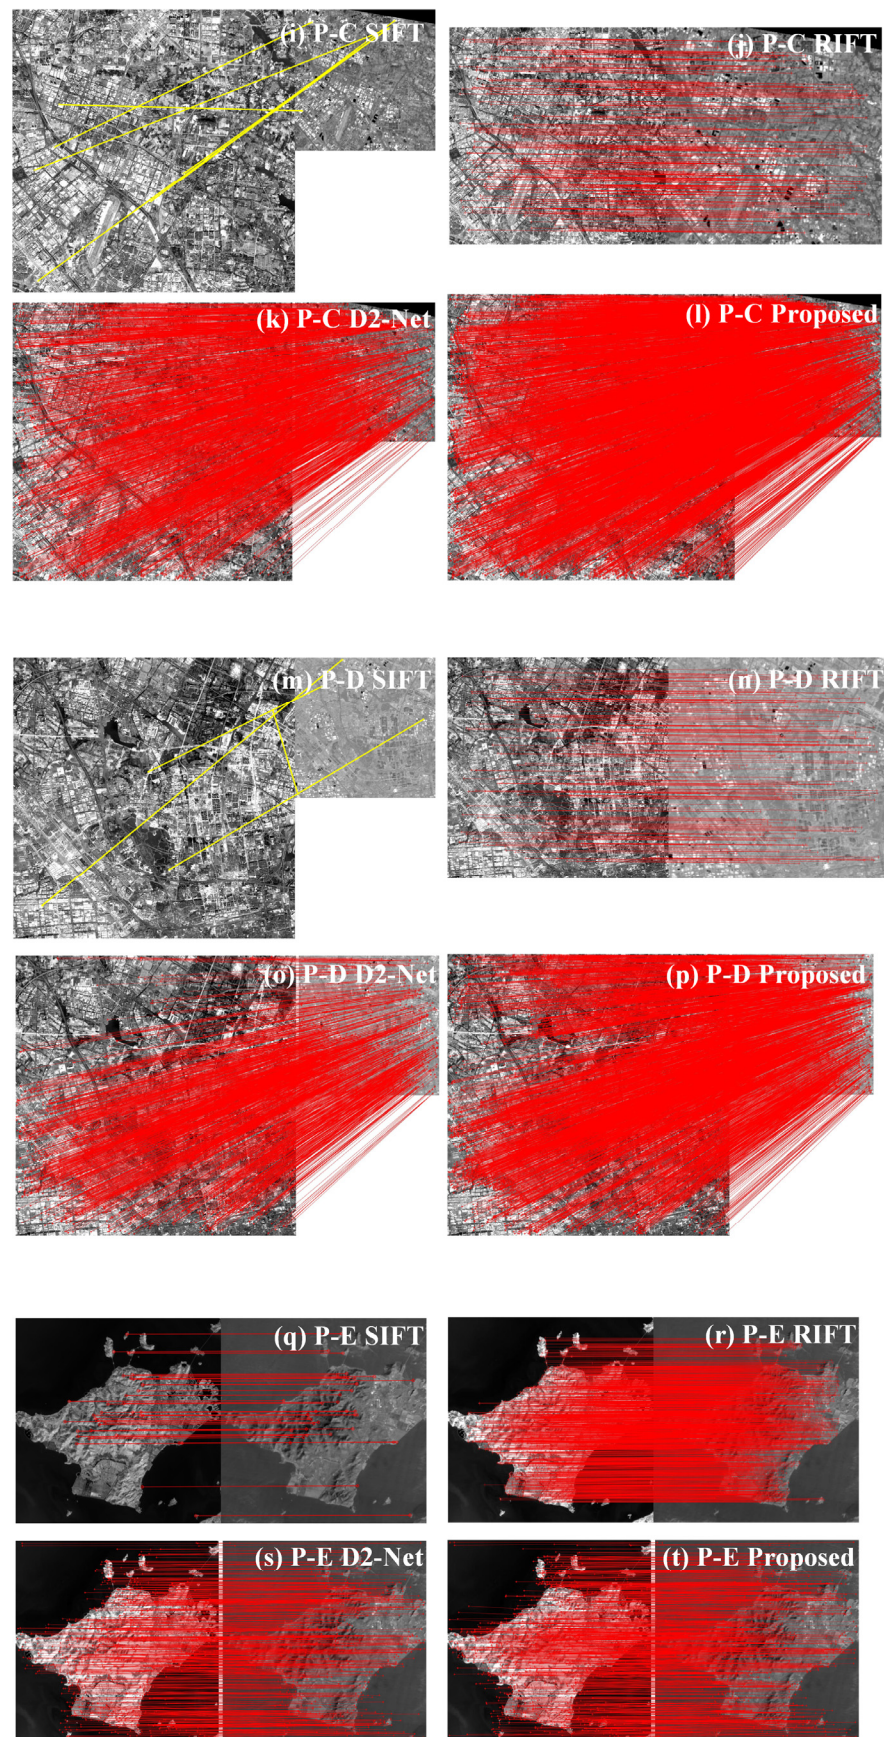 (i) P-C SIFT
(j) P-C RIFT
(k) P-C D2-Net
(l) P-C Proposed
(m) P-D SIFT
(n) P-D RIFT
(o) P-D D2-Net
(p) P-D Proposed
(q) P-E SIFT
(r) P-E RIFT
(s) P-E D2-Net
(t) P-E Proposed